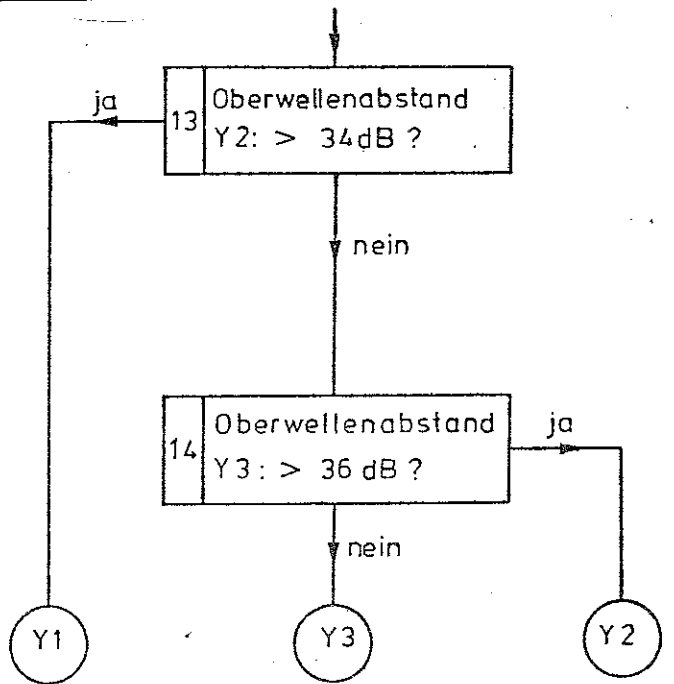 ja
13
Oberwellenabstand
Y2: > 34dB ?
nein
14
Oberwellenabstand
Y3: > 36 dB ?
ja
nein
Y1
Y3
Y2